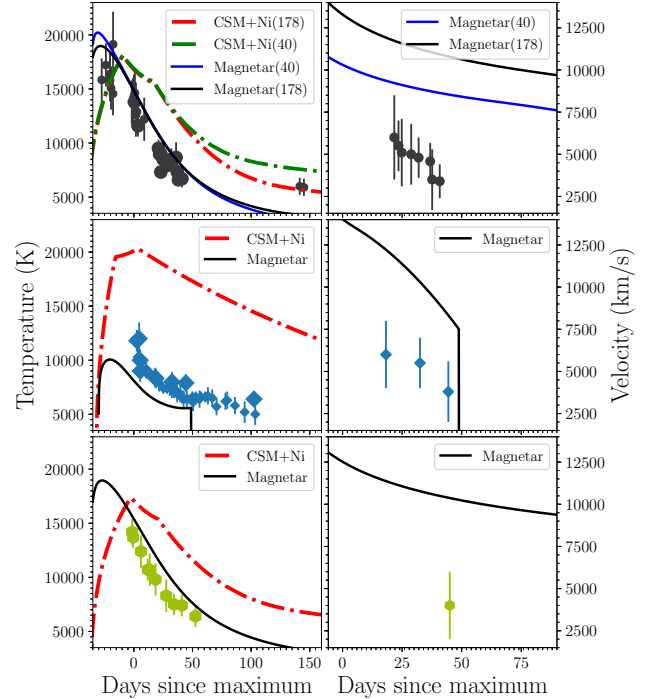 CSM+Ni(178)
CSM+Ni(40)
Magnetar(40)
Magnetar(178)
20000
15000
10000
5000
Magnetar(40)
Magnetar(178)
12500
10000
7500
5000
2500
CSM+Ni
Magnetar
20000
15000
10000
5000
Magnetar
12500
10000
7500
5000
2500
CSM+Ni
Magnetar
20000
15000
10000
5000
Magnetar
12500
10000
7500
5000
2500
Temperature (K)
Velocity (km/s)
0 50 100 150
0 25 50 75
Days since maximum
Days since maximum